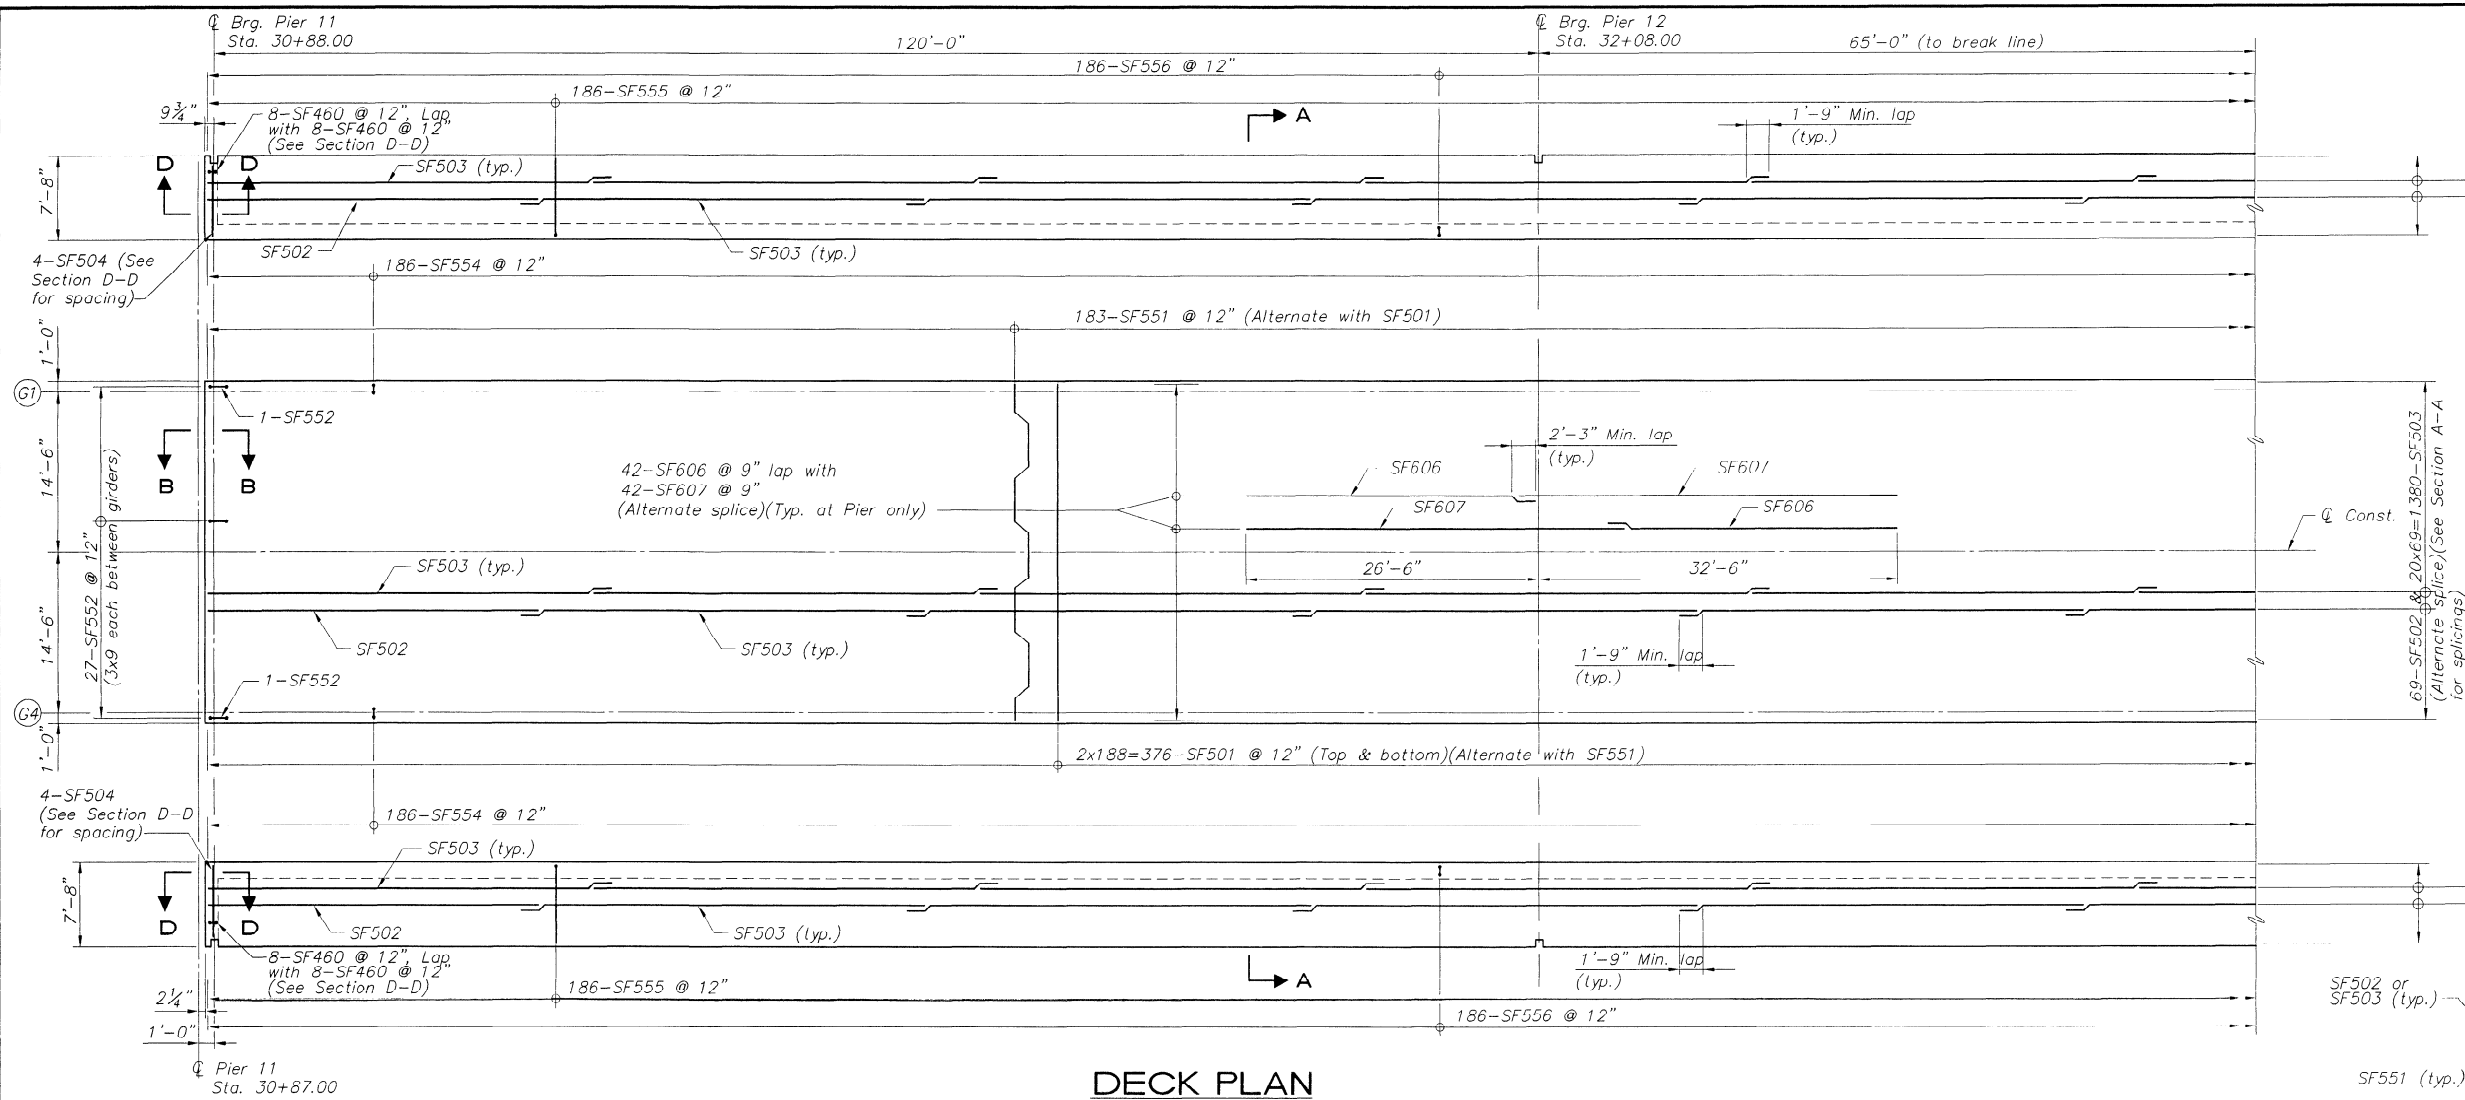 ℄ Brg. Pier 11
Sta. 30+88.00
120'-0"
℄ Brg. Pier 12
Sta. 32+08.00
65'-0" (to break line)
186-SF556 @ 12"
186-SF555 @ 12"
9¾"
8-SF460 @ 12", Lap
with 8-SF460 @ 12"
(See Section D-D)
A
1'-9" Min. lap
(typ.)
D
D
SF503 (typ.)
7'-8"
SF502
SF503 (typ.)
4-SF504 (See
Section D-D
for spacing)
186-SF554 @ 12"
183-SF551 @ 12" (Alternate with SF501)
1'-0"
G1
1-SF552
14'-6"
B
B
27-SF552 @ 12"
(3x9 each between girders)
42-SF606 @ 9" lap with
42-SF607 @ 9"
(Alternate splice)(Typ. at Pier only)
2'-3" Min. lap
(typ.)
SF606
SF607
SF607
SF606
℄ Const.
26'-6"
32'-6"
69-SF502 & 20x69=1380-SF503
(Alternate splice)(See Section A-A
for splicings)
SF503 (typ.)
14'-6"
SF502
SF503 (typ.)
1'-9" Min. lap
(typ.)
1-SF552
G4
1'-0"
2x188=376-SF501 @ 12" (Top & bottom)(Alternate with SF551)
4-SF504
(See Section D-D
for spacing)
186-SF554 @ 12"
SF503 (typ.)
7'-8"
D
D
SF502
SF503 (typ.)
8-SF460 @ 12", Lap
with 8-SF460 @ 12"
(See Section D-D)
1'-9" Min. lap
(typ.)
A
2¼"
186-SF555 @ 12"
SF502 or
SF503 (typ.)
186-SF556 @ 12"
1'-0"
℄ Pier 11
Sta. 30+87.00
DECK PLAN
SF551 (typ.)